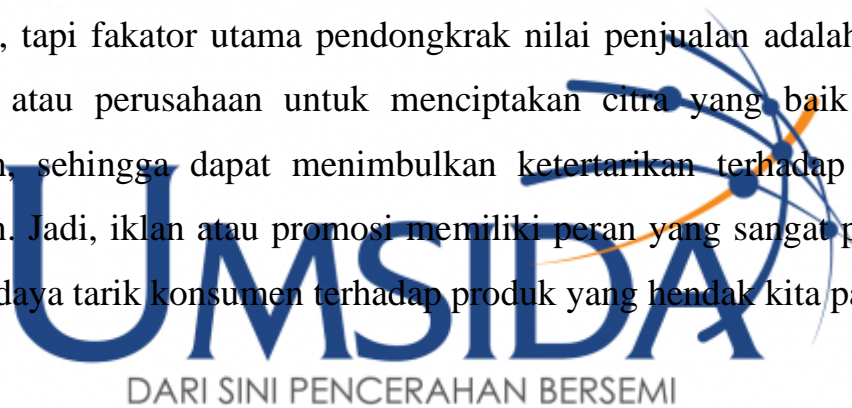 , tapi fakator utama pendongkrak nilai penjualan adalah
atau perusahaan untuk menciptakan citra yang baik
, sehingga dapat menimbulkan ketertarikan terhadap
. Jadi, iklan atau promosi memiliki peran yang sangat
daya tarik konsumen terhadap produk yang hendak kita
UMSIDA
DARI SINI PENCERAHAN BERSEMI